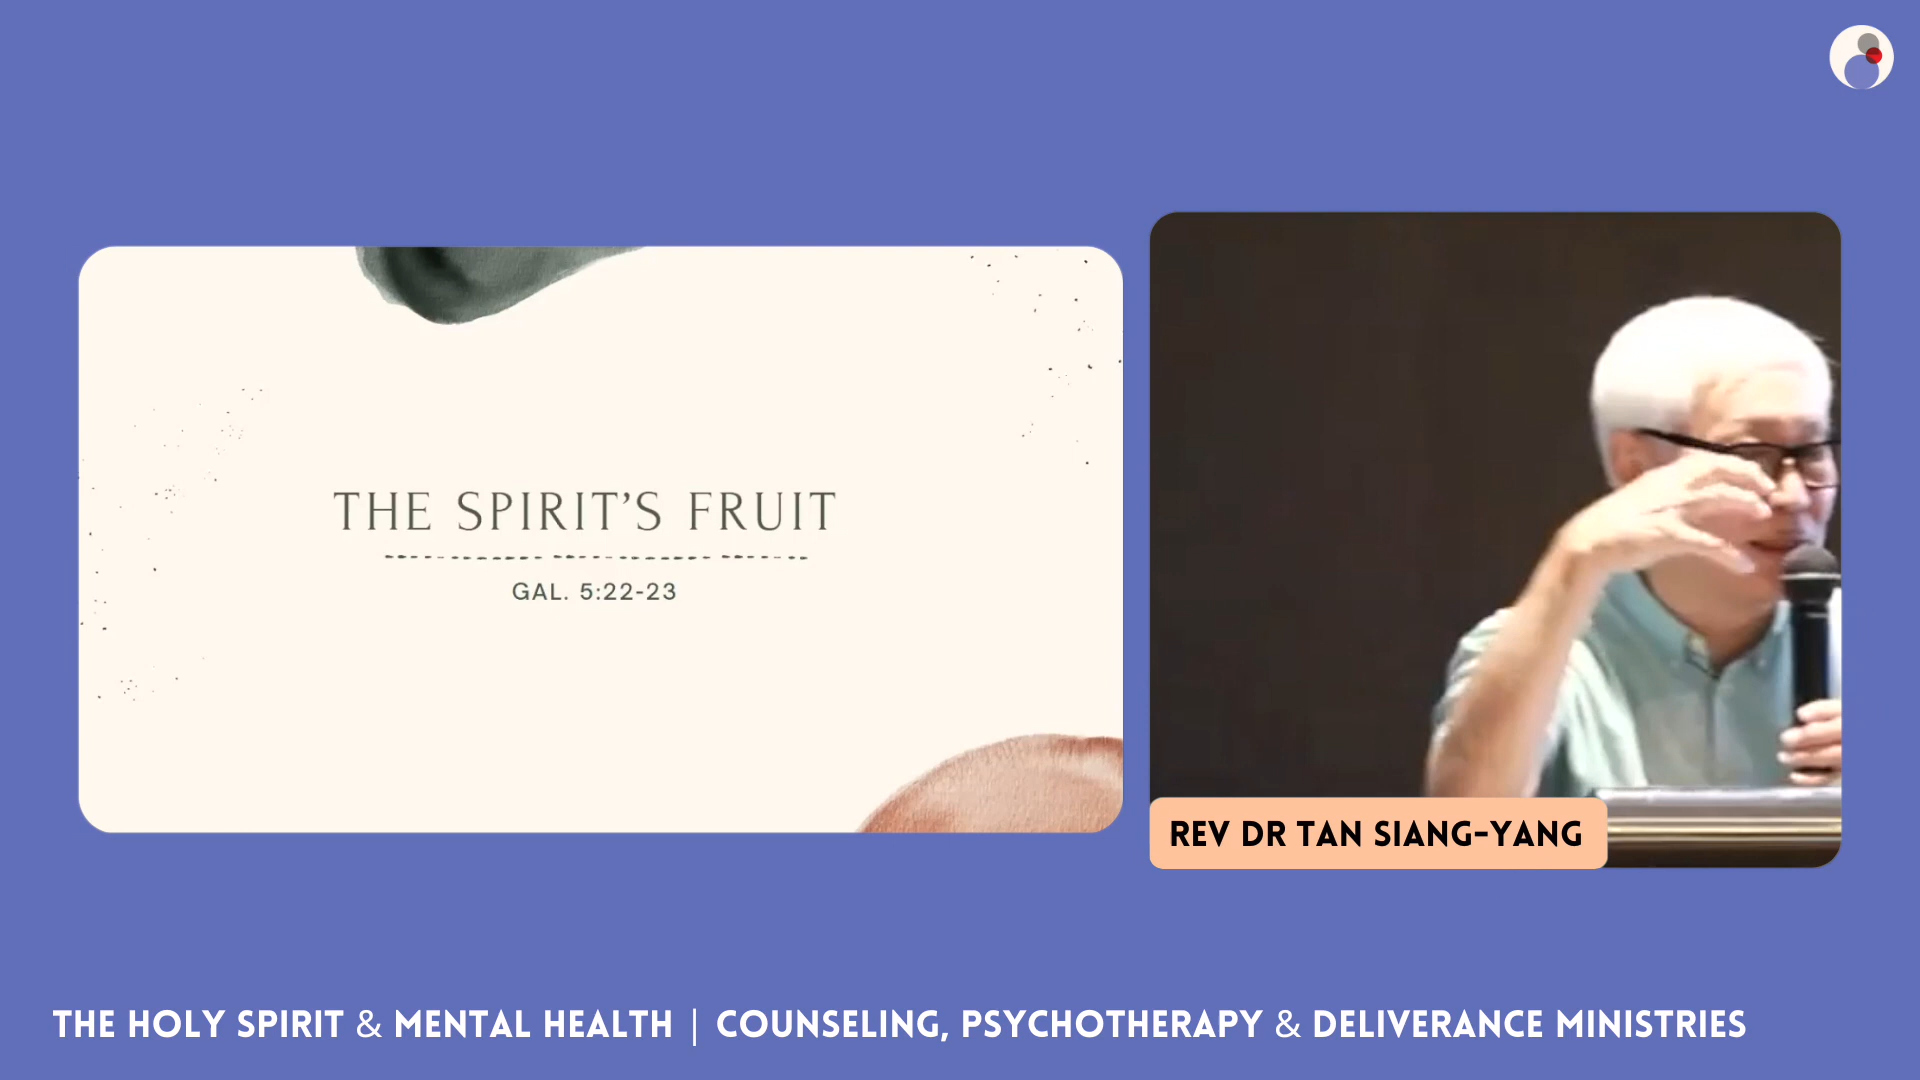 THE SPIRIT'S FRUIT
GAL. 5:22-23
REV DR TAN SIANG-YANG
THE HOLY SPIRIT & MENTAL HEALTH | COUNSELING, PSYCHOTHERAPY & DELIVERANCE MINISTRIES